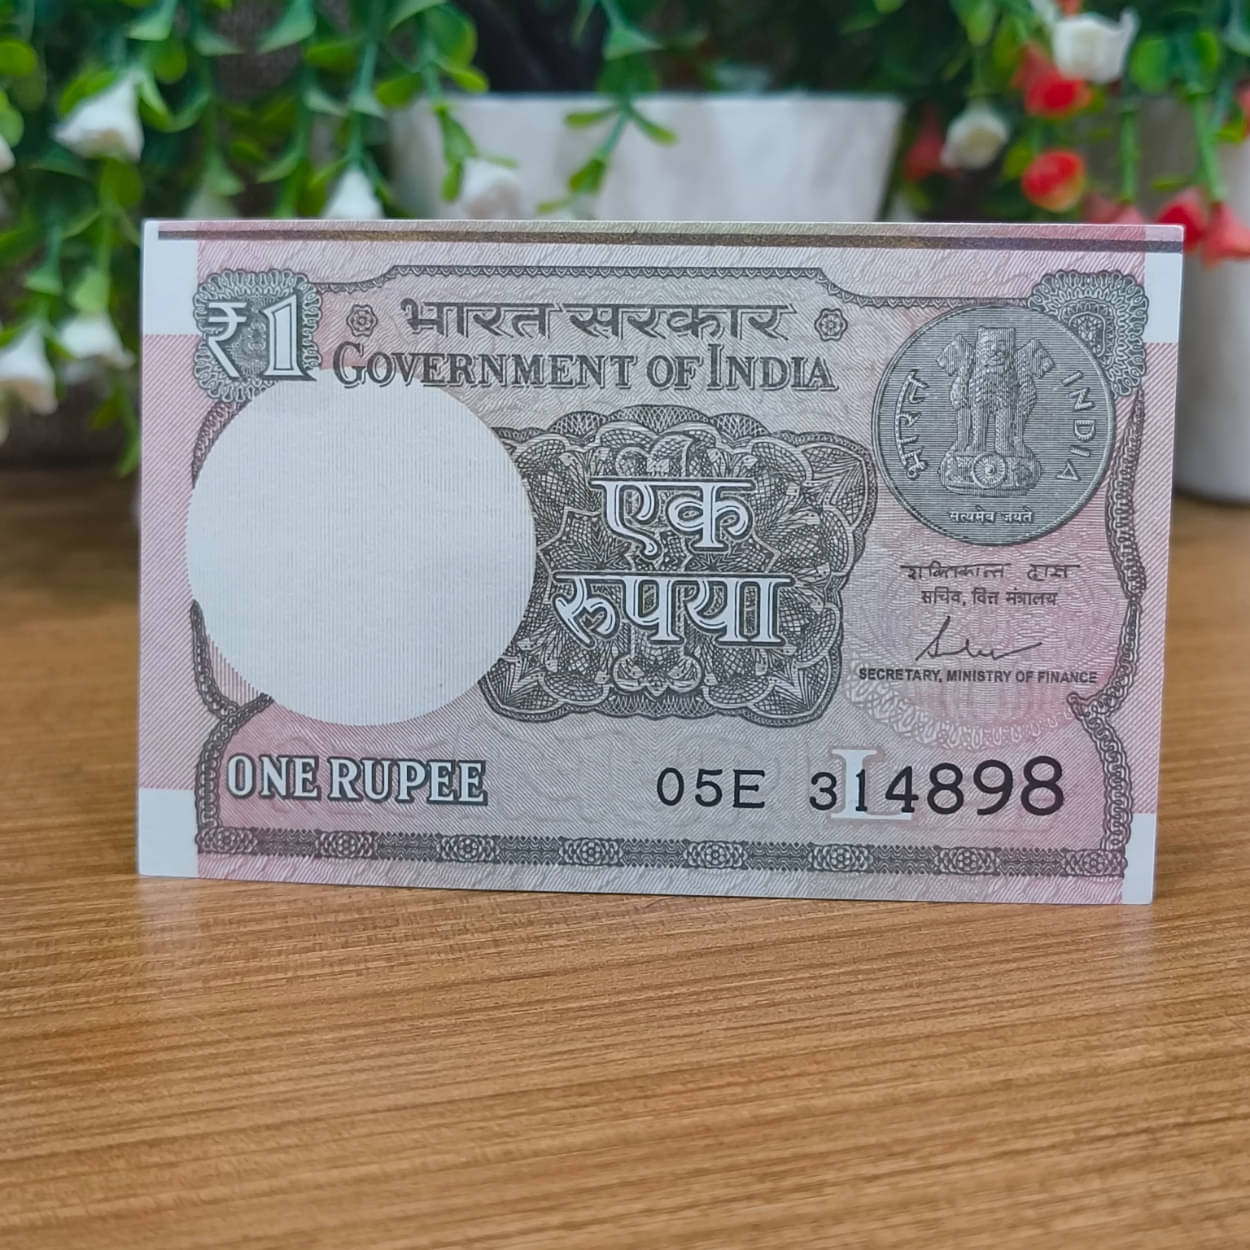 ₹1
भारत सरकार
GOVERNMENT OF INDIA
भारत
INDIA
सत्यमेव जयते
एक
रुपया
शक्तिकान्त दास
सचिव, वित्त मंत्रालय
SECRETARY, MINISTRY OF FINANCE
ONE RUPEE
L
05E 314898